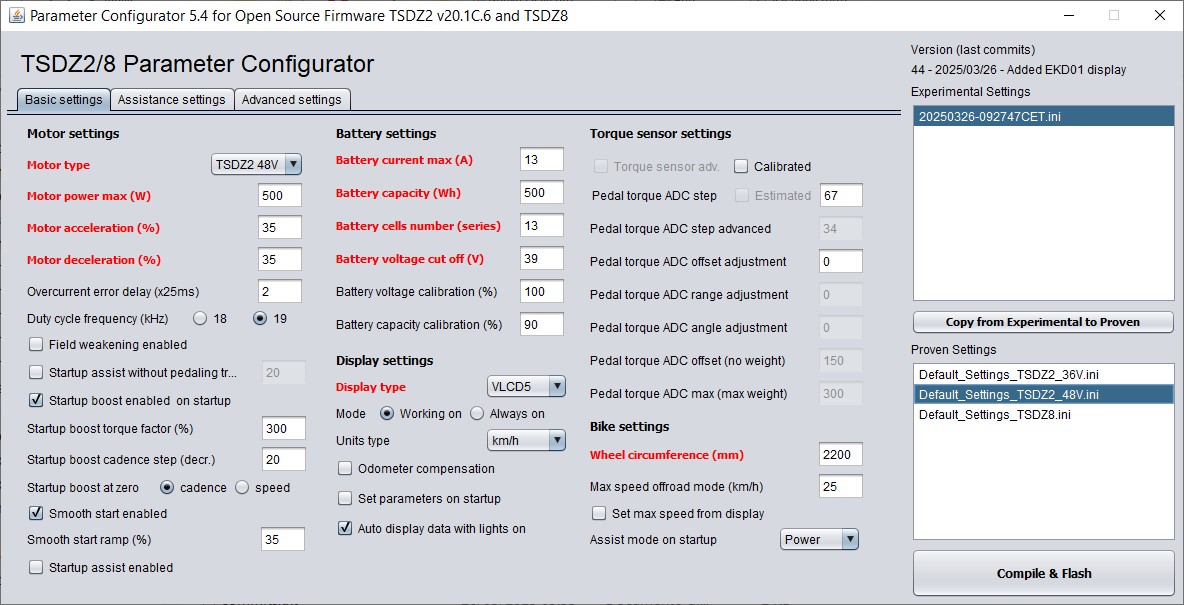 Parameter Configurator 5.4 for Open Source Firmware TSDZ2 v20.1C.6 and TSDZ8
TSDZ2/8 Parameter Configurator
Basic settings
Assistance settings
Advanced settings
Motor settings
Motor type TSDZ2 48V
Motor power max (W) 500
Motor acceleration (%) 35
Motor deceleration (%) 35
Overcurrent error delay (x25ms) 2
Duty cycle frequency (kHz) 18 19
Field weakening enabled
Startup assist without pedaling tr... 20
Startup boost enabled on startup
Startup boost torque factor (%) 300
Startup boost cadence step (decr.) 20
Startup boost at zero cadence speed
Smooth start enabled
Smooth start ramp (%) 35
Startup assist enabled
Battery settings
Battery current max (A) 13
Battery capacity (Wh) 500
Battery cells number (series) 13
Battery voltage cut off (V) 39
Battery voltage calibration (%) 100
Battery capacity calibration (%) 90
Display settings
Display type VLCD5
Mode Working on Always on
Units type km/h
Odometer compensation
Set parameters on startup
Auto display data with lights on
Torque sensor settings
Torque sensor adv. Calibrated
Pedal torque ADC step Estimated 67
Pedal torque ADC step advanced 34
Pedal torque ADC offset adjustment 0
Pedal torque ADC range adjustment 0
Pedal torque ADC angle adjustment 0
Pedal torque ADC offset (no weight) 150
Pedal torque ADC max (max weight) 300
Bike settings
Wheel circumference (mm) 2200
Max speed offroad mode (km/h) 25
Set max speed from display
Assist mode on startup Power
Version (last commits)
44 - 2025/03/26 - Added EKD01 display
Experimental Settings
20250326-092747CET.ini
Copy from Experimental to Proven
Proven Settings
Default_Settings_TSDZ2_36V.ini
Default_Settings_TSDZ2_48V.ini
Default_Settings_TSDZ8.ini
Compile & Flash